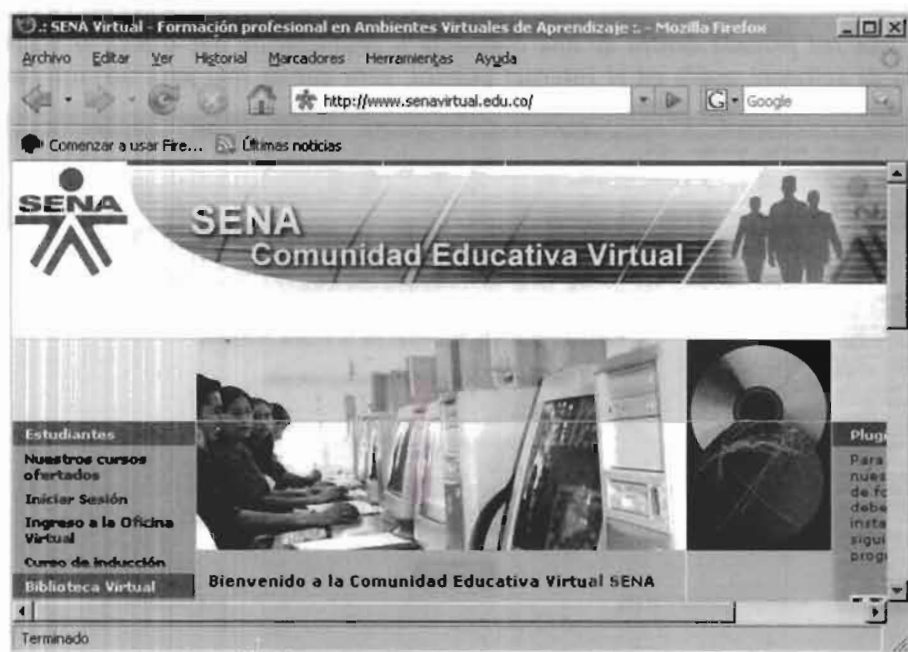 .: SENA Virtual - Formación profesional en Ambientes Virtuales de Aprendizaje :. - Mozilla Firefox
Archivo Editar Ver Historial Marcadores Herramientas Ayuda
http://www.senavirtual.edu.co/
G Google
Comenzar a usar Fire... Últimas noticias
SENA
SENA
Comunidad Educativa Virtual
Estudiantes
Nuestros cursos
ofertados
Iniciar Sesión
Ingreso a la Oficina
Virtual
Curso de inducción
Biblioteca Virtual
Bienvenido a la Comunidad Educativa Virtual SENA
Plugi
Para
nues
de fo
debe
insta
sigui
progr
Terminado